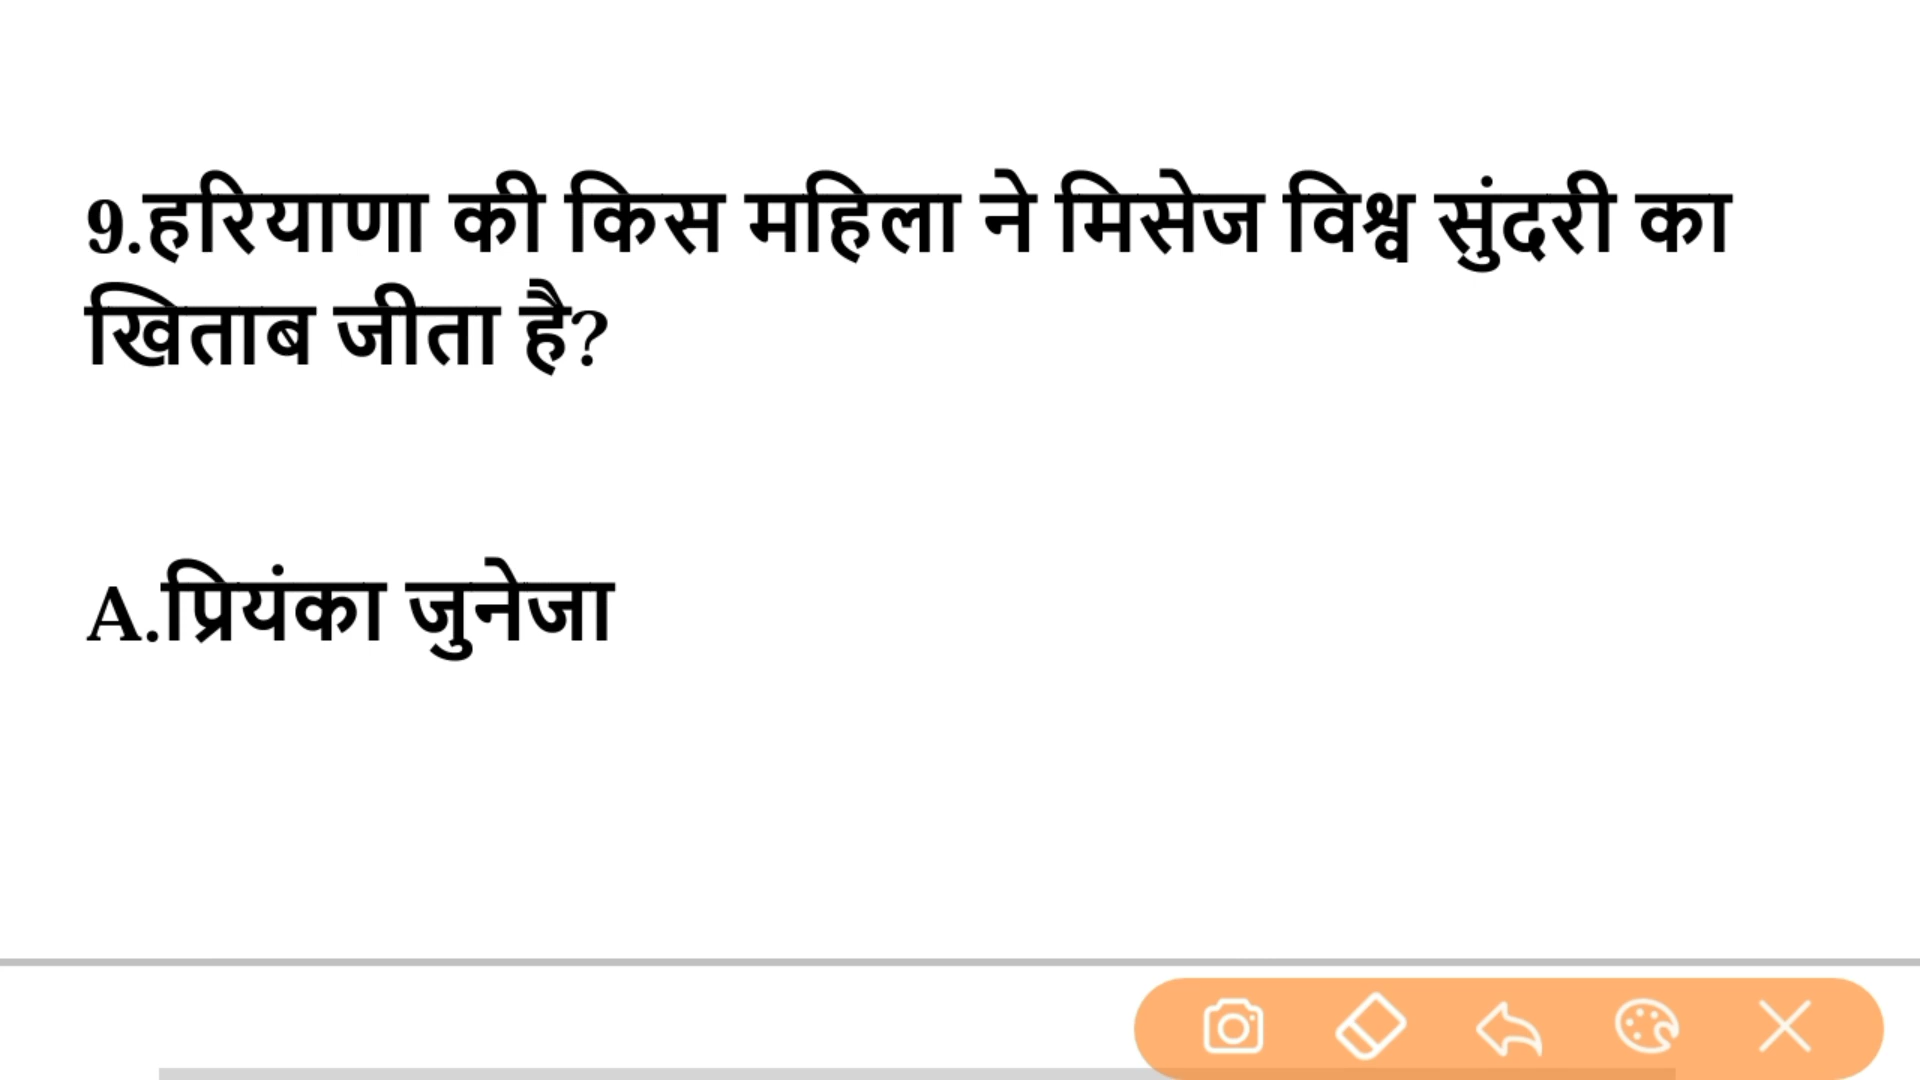 9.हरियाणा की किस महिला ने मिसेज विश्व सुंदरी का
खिताब जीता है?
A.प्रियंका जुनेजा